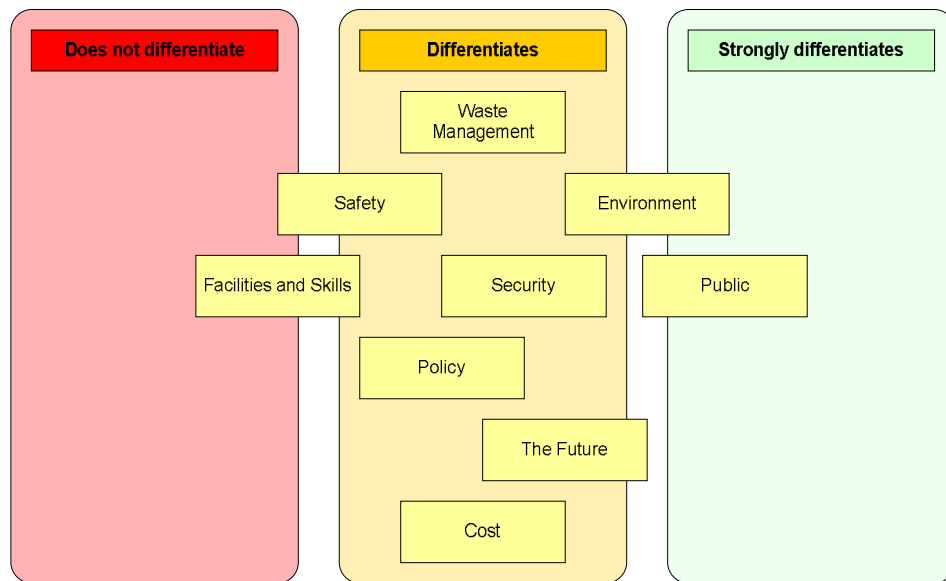 Does not differentiate
Differentiates
Strongly differentiates
Waste
Management
Safety
Environment
Facilities and Skills
Security
Public
Policy
The Future
Cost